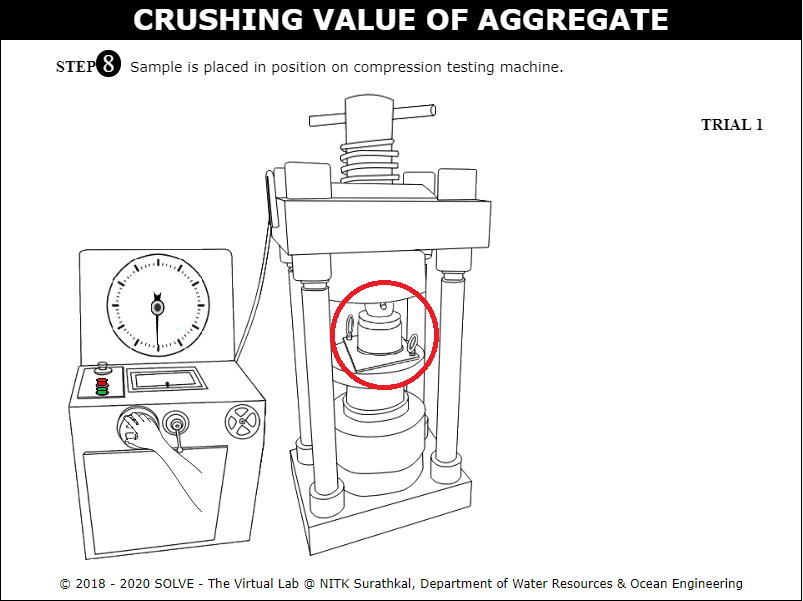 CRUSHING VALUE OF AGGREGATE
STEP 8 Sample is placed in position on compression testing machine.
TRIAL 1
© 2018 - 2020 SOLVE - The Virtual Lab @ NITK Surathkal, Department of Water Resources & Ocean Engineering